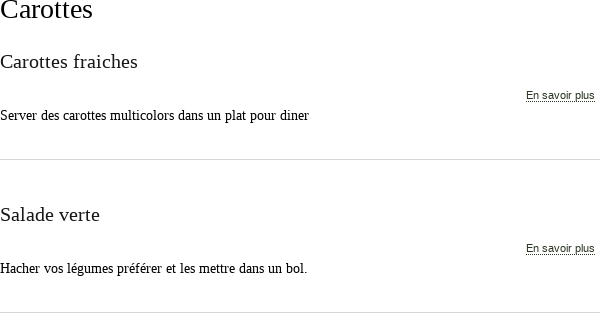 Carottes
Carottes fraiches
En savoir plus
Server des carottes multicolors dans un plat pour diner
Salade verte
En savoir plus
Hacher vos légumes préférer et les mettre dans un bol.